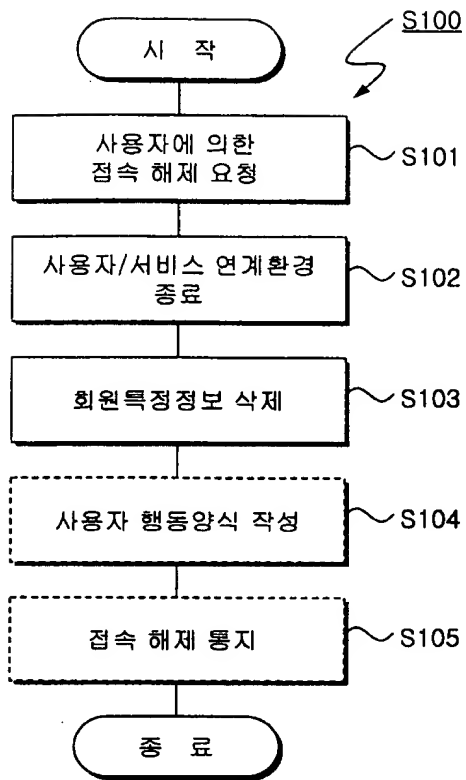 S100
시 작
사용자에 의한
접속 해제 요청
S101
사용자/서비스 연계환경
종료
S102
회원특정정보 삭제
S103
사용자 행동양식 작성
S104
접속 해제 통지
S105
종 료